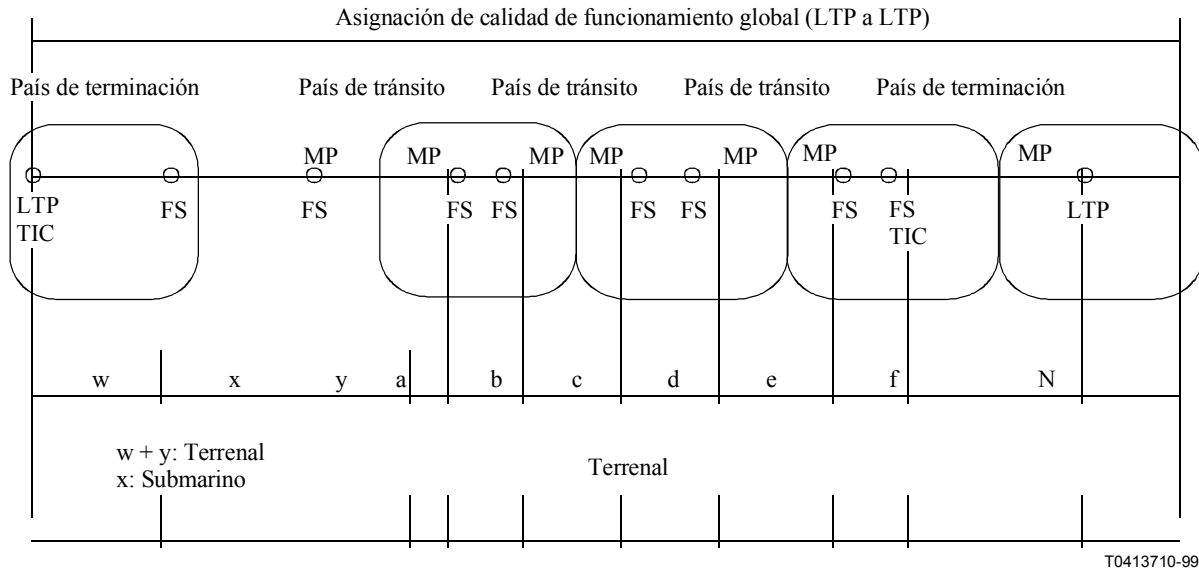 Asignación de calidad de funcionamiento global (LTP a LTP)
País de terminación País de tránsito País de tránsito País de tránsito País de terminación
MP MP MP MP MP MP MP
LTP FS FS FS FS FS FS FS FS LTP
TIC TIC
w x y a b c d e f N
w + y: Terrenal
x: Submarino
Terrenal
T0413710-99